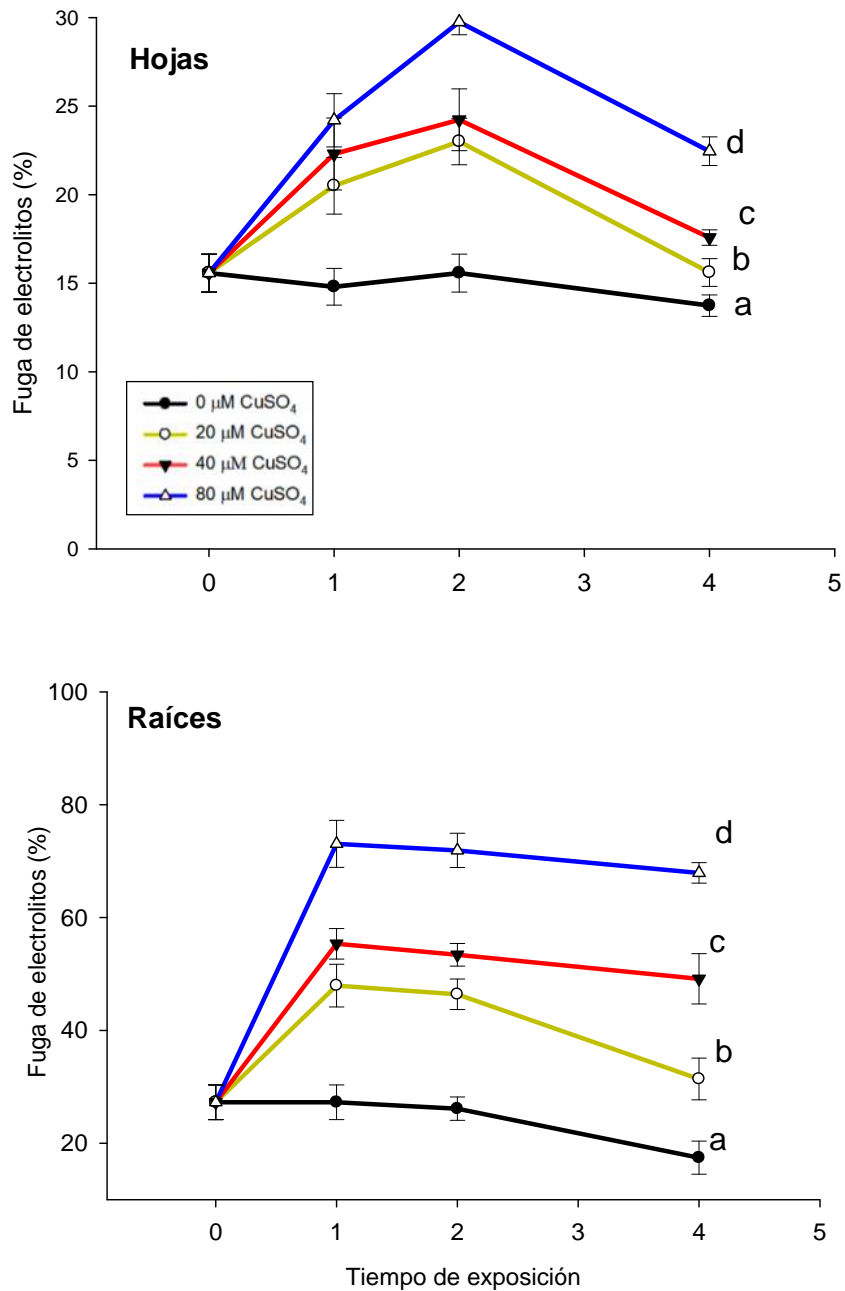 Hojas
Fuga de electrolitos (%)
30
25
20
15
10
5
0
d
c
b
a
0 μM CuSO₄
20 μM CuSO₄
40 μM CuSO₄
80 μM CuSO₄
0 1 2 3 4 5
Raíces
Fuga de electrolitos (%)
100
80
60
40
20
d
c
b
a
0 1 2 3 4 5
Tiempo de exposición